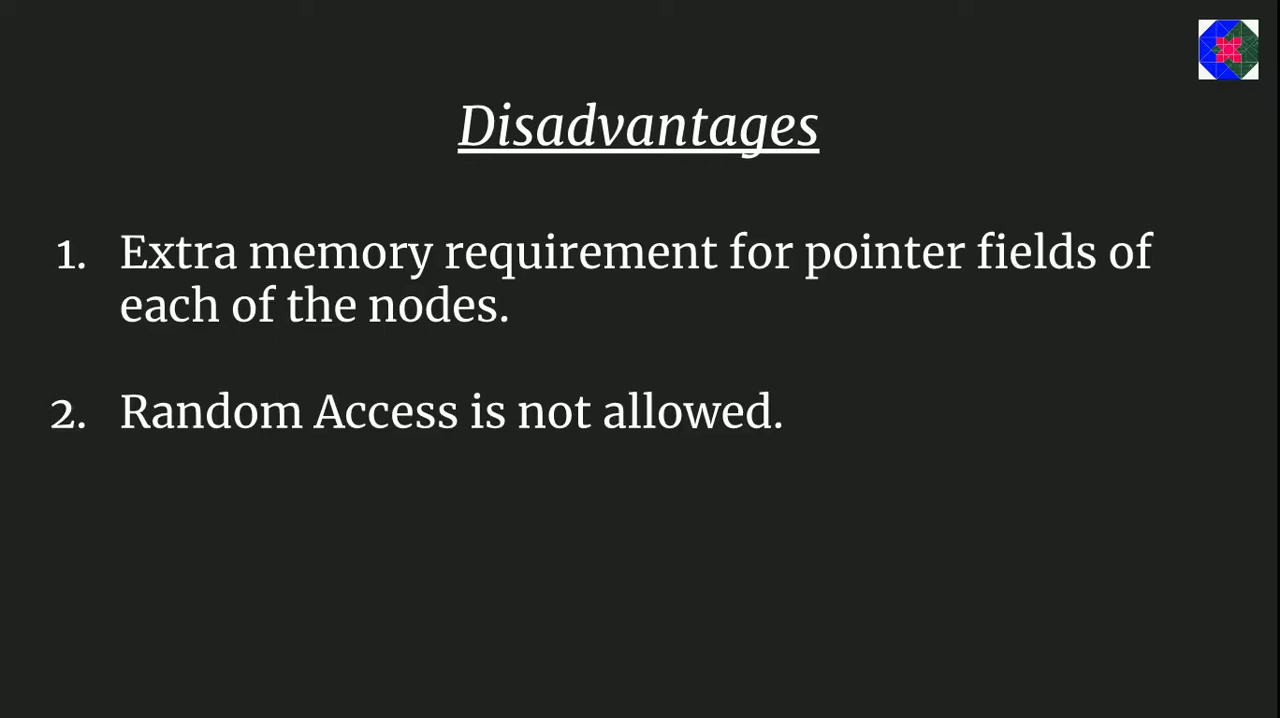 Disadvantages
1. Extra memory requirement for pointer fields of
each of the nodes.
2. Random Access is not allowed.